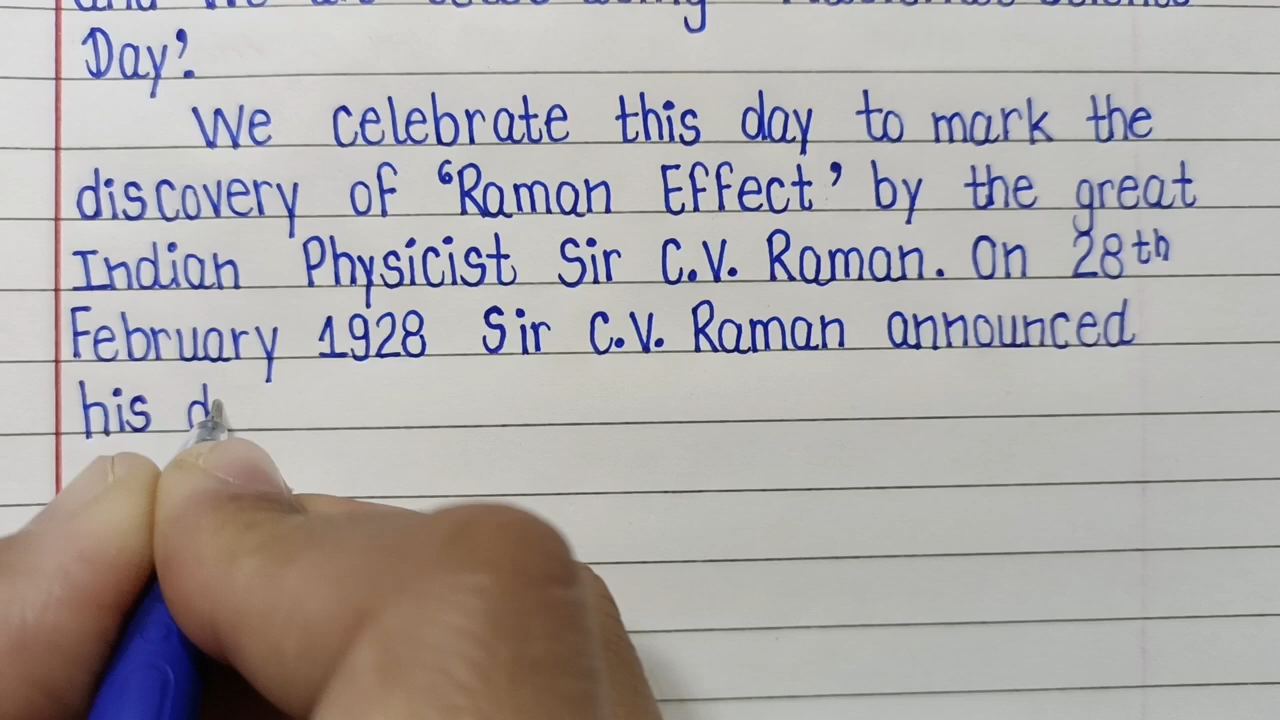 Day'.
We celebrate this day to mark the
discovery of 'Raman Effect' by the great
Indian Physicist Sir C.V. Raman. On 28th
February 1928 Sir C.V. Raman announced
his d